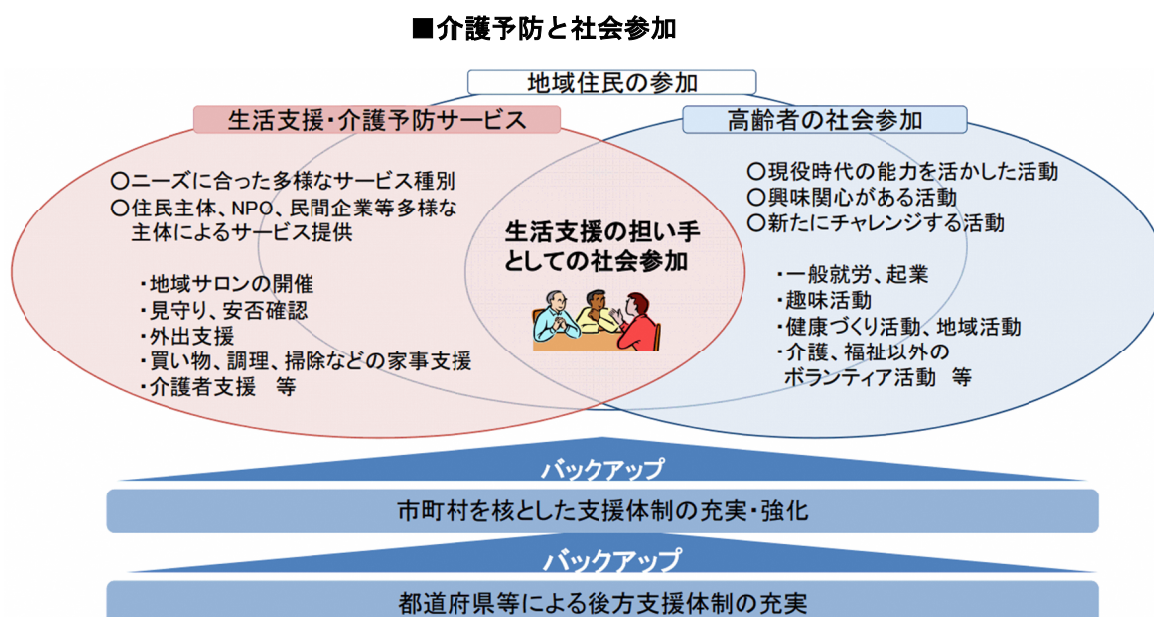 ■介護予防と社会参加
地域住民の参加
生活支援・介護予防サービス
○ニーズに合った多様なサービス種別
○住民主体、NPO、民間企業等多様な
主体によるサービス提供
・地域サロンの開催
・見守り、安否確認
・外出支援
・買い物、調理、掃除などの家事支援
・介護者支援　等
生活支援の担い手
としての社会参加
高齢者の社会参加
○現役時代の能力を活かした活動
○興味関心がある活動
○新たにチャレンジする活動
・一般就労、起業
・趣味活動
・健康づくり活動、地域活動
・介護、福祉以外の
ボランティア活動　等
バックアップ
市町村を核とした支援体制の充実・強化
バックアップ
都道府県等による後方支援体制の充実